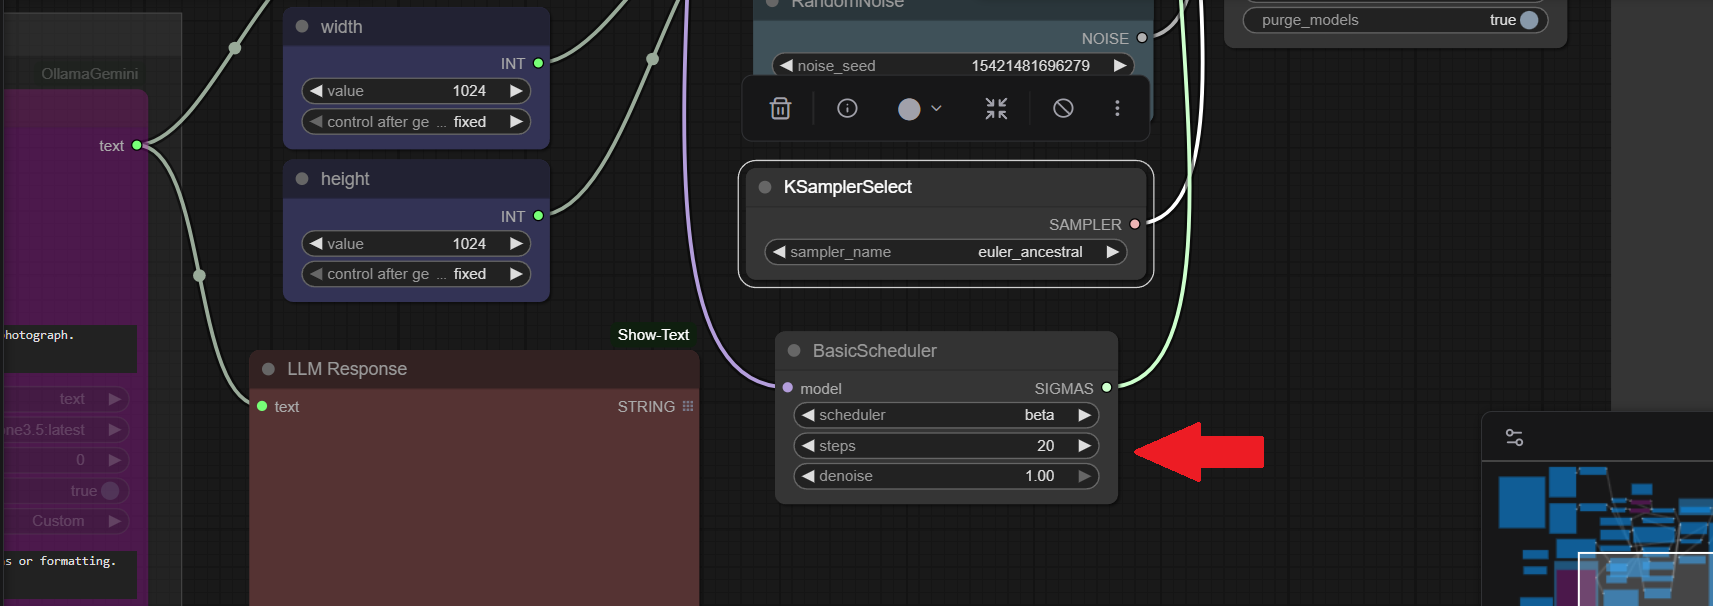 RandomNoise
purge_models true
width
NOISE
OllamaGemini
INT
noise_seed 15421481696279
value 1024
control after ge ... fixed
text
height
KSamplerSelect
INT
SAMPLER
value 1024
sampler_name euler_ancestral
control after ge ... fixed
hotograph.
Show-Text
BasicScheduler
LLM Response
model SIGMAS
text
text STRING
scheduler beta
one3.5:latest
steps 20
0
denoise 1.00
true
Custom
s or formatting.